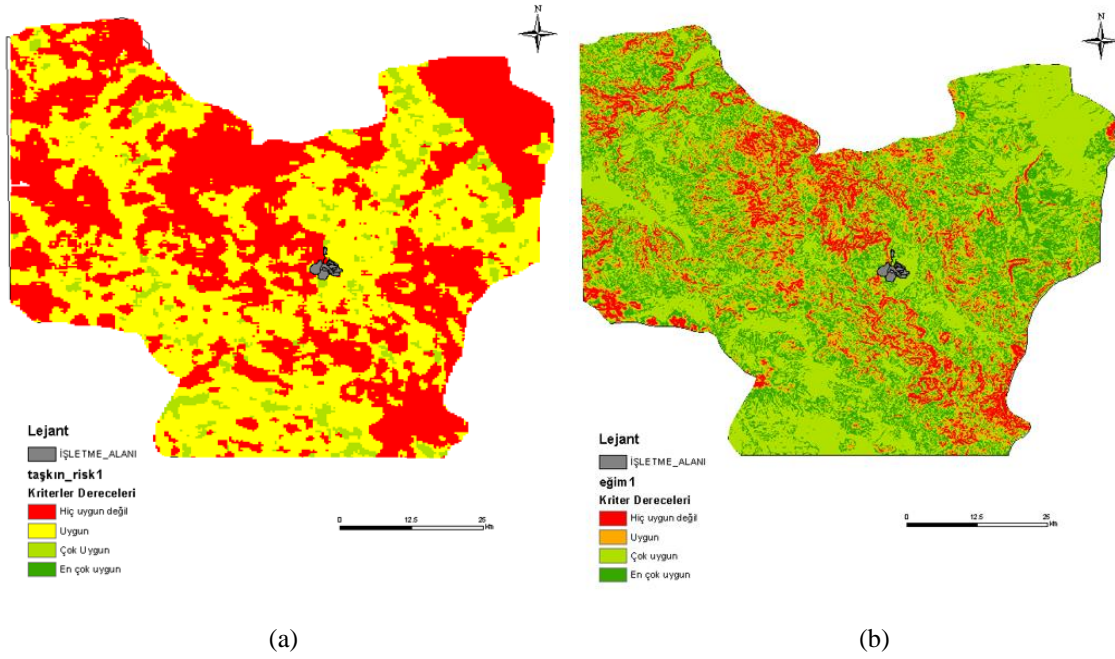 N
Lejant
İŞLETME_ALANI
taşkın_risk1
Kriterler Dereceleri
Hiç uygun değil
Uygun
Çok Uygun
En çok uygun
0 12.5 25
(a)
N
Lejant
İŞLETME_ALANI
eğim1
Kriter Dereceleri
Hiç uygun değil
Uygun
Çok uygun
En çok uygun
0 12.5 25
(b)